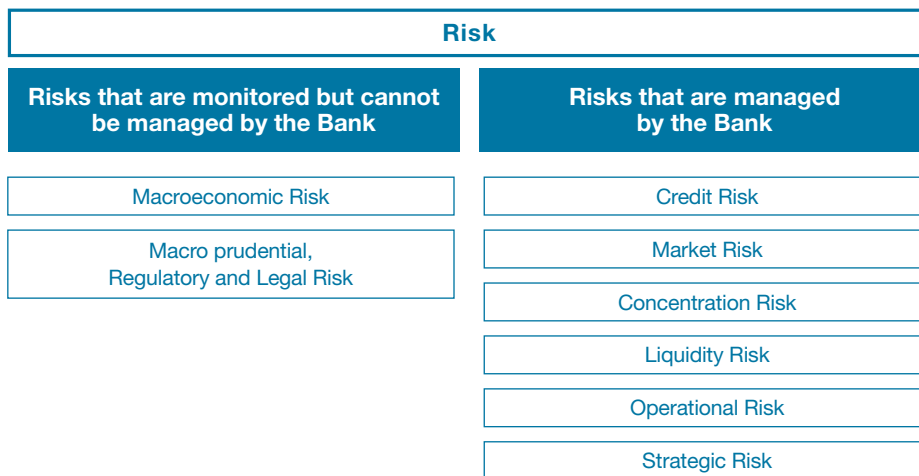 Risk
Risks that are monitored but cannot
be managed by the Bank
Macroeconomic Risk
Macro prudential,
Regulatory and Legal Risk
Risks that are managed
by the Bank
Credit Risk
Market Risk
Concentration Risk
Liquidity Risk
Operational Risk
Strategic Risk